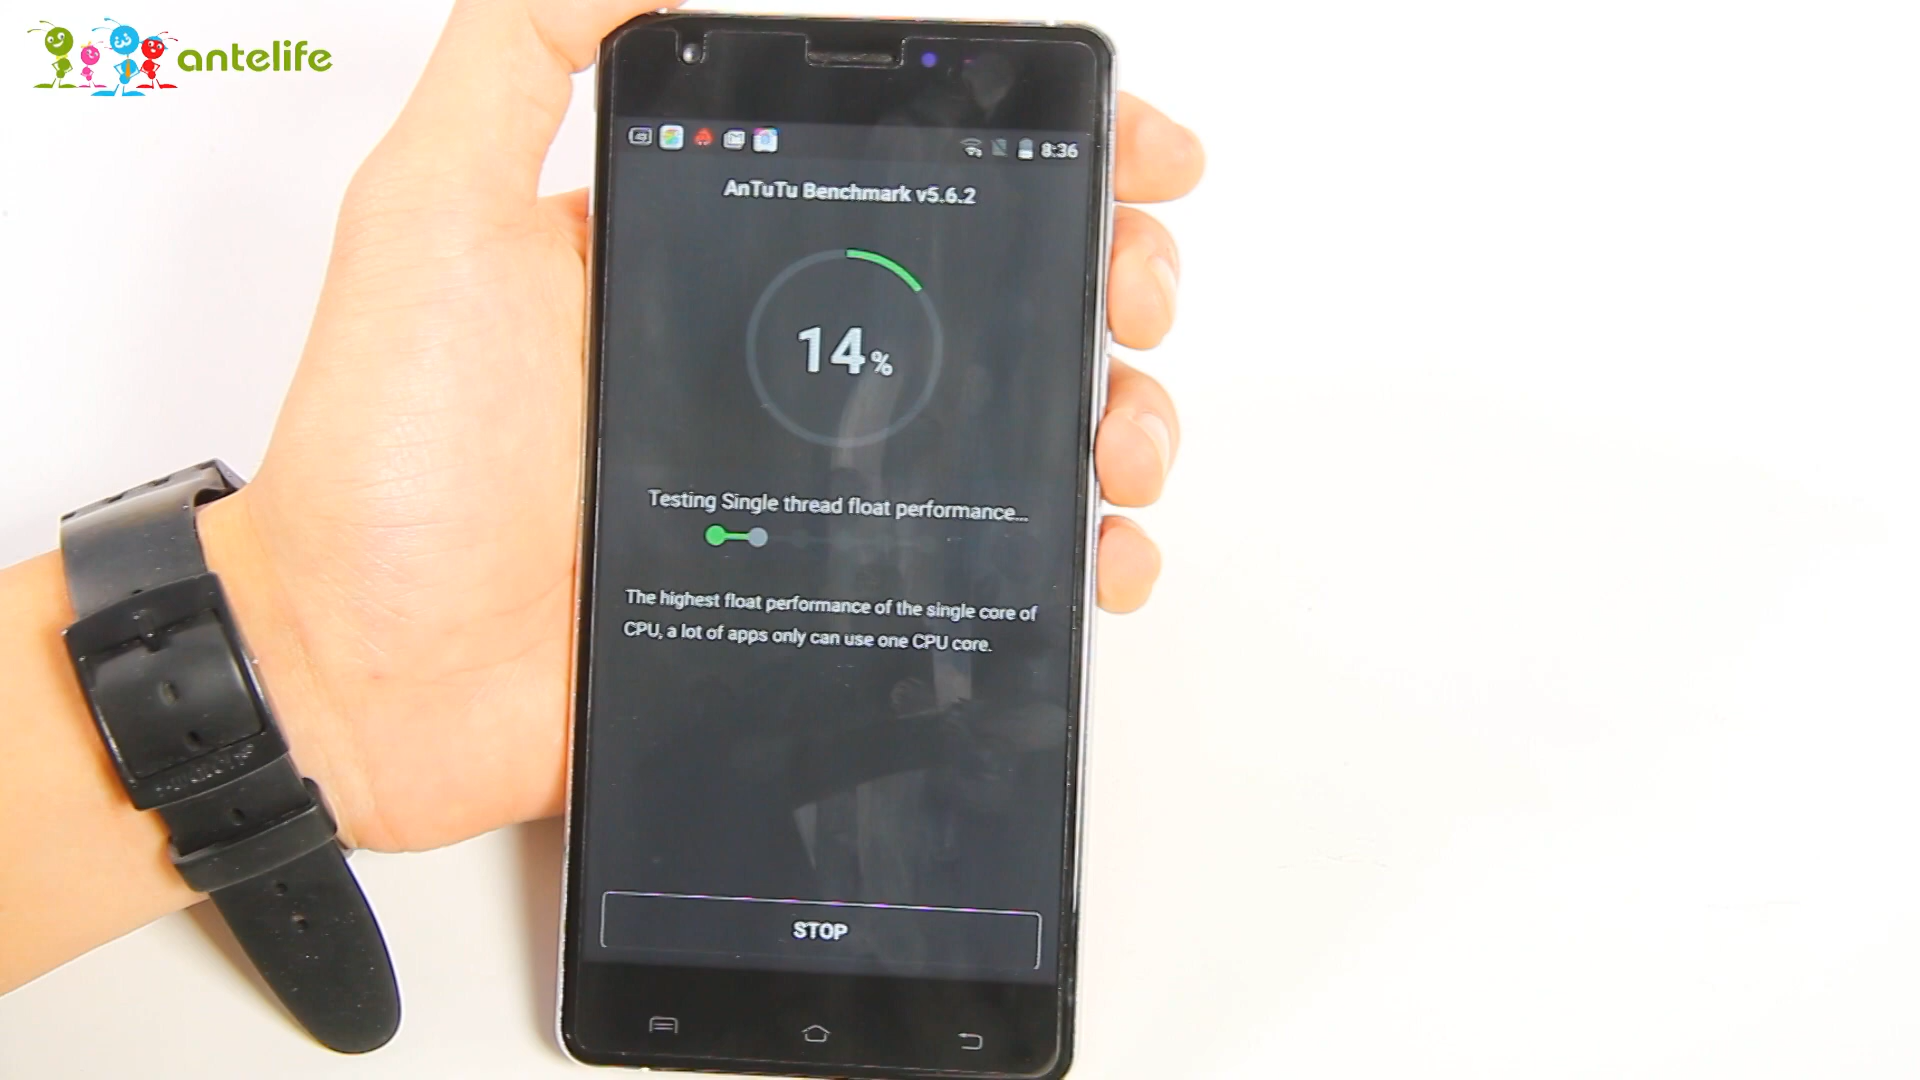 antelife
8:36
AnTuTu Benchmark v5.6.2
14%
Testing Single thread float performance...
The highest float performance of the single core of
CPU, a lot of apps only can use one CPU core.
STOP